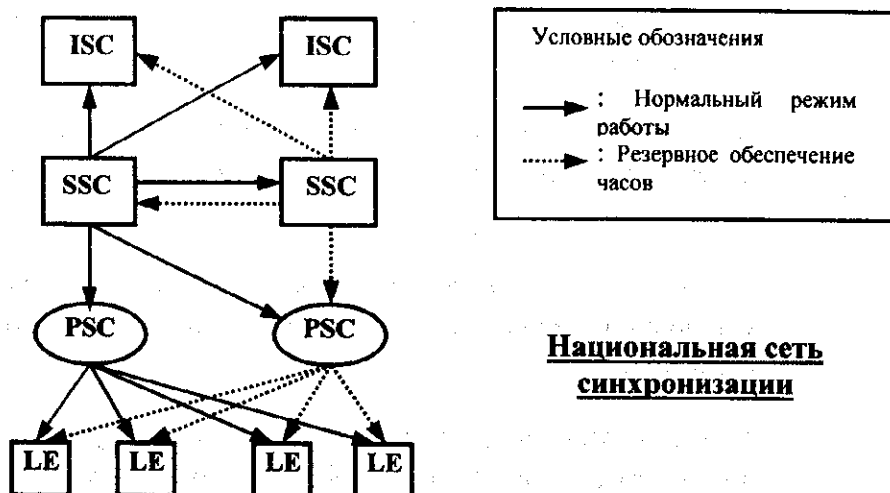 ISC ISC
Условные обозначения
: Нормальный режим
работы
: Резервное обеспечение
часов
SSC SSC
PSC PSC
Национальная сеть
синхронизации
LE LE LE LE